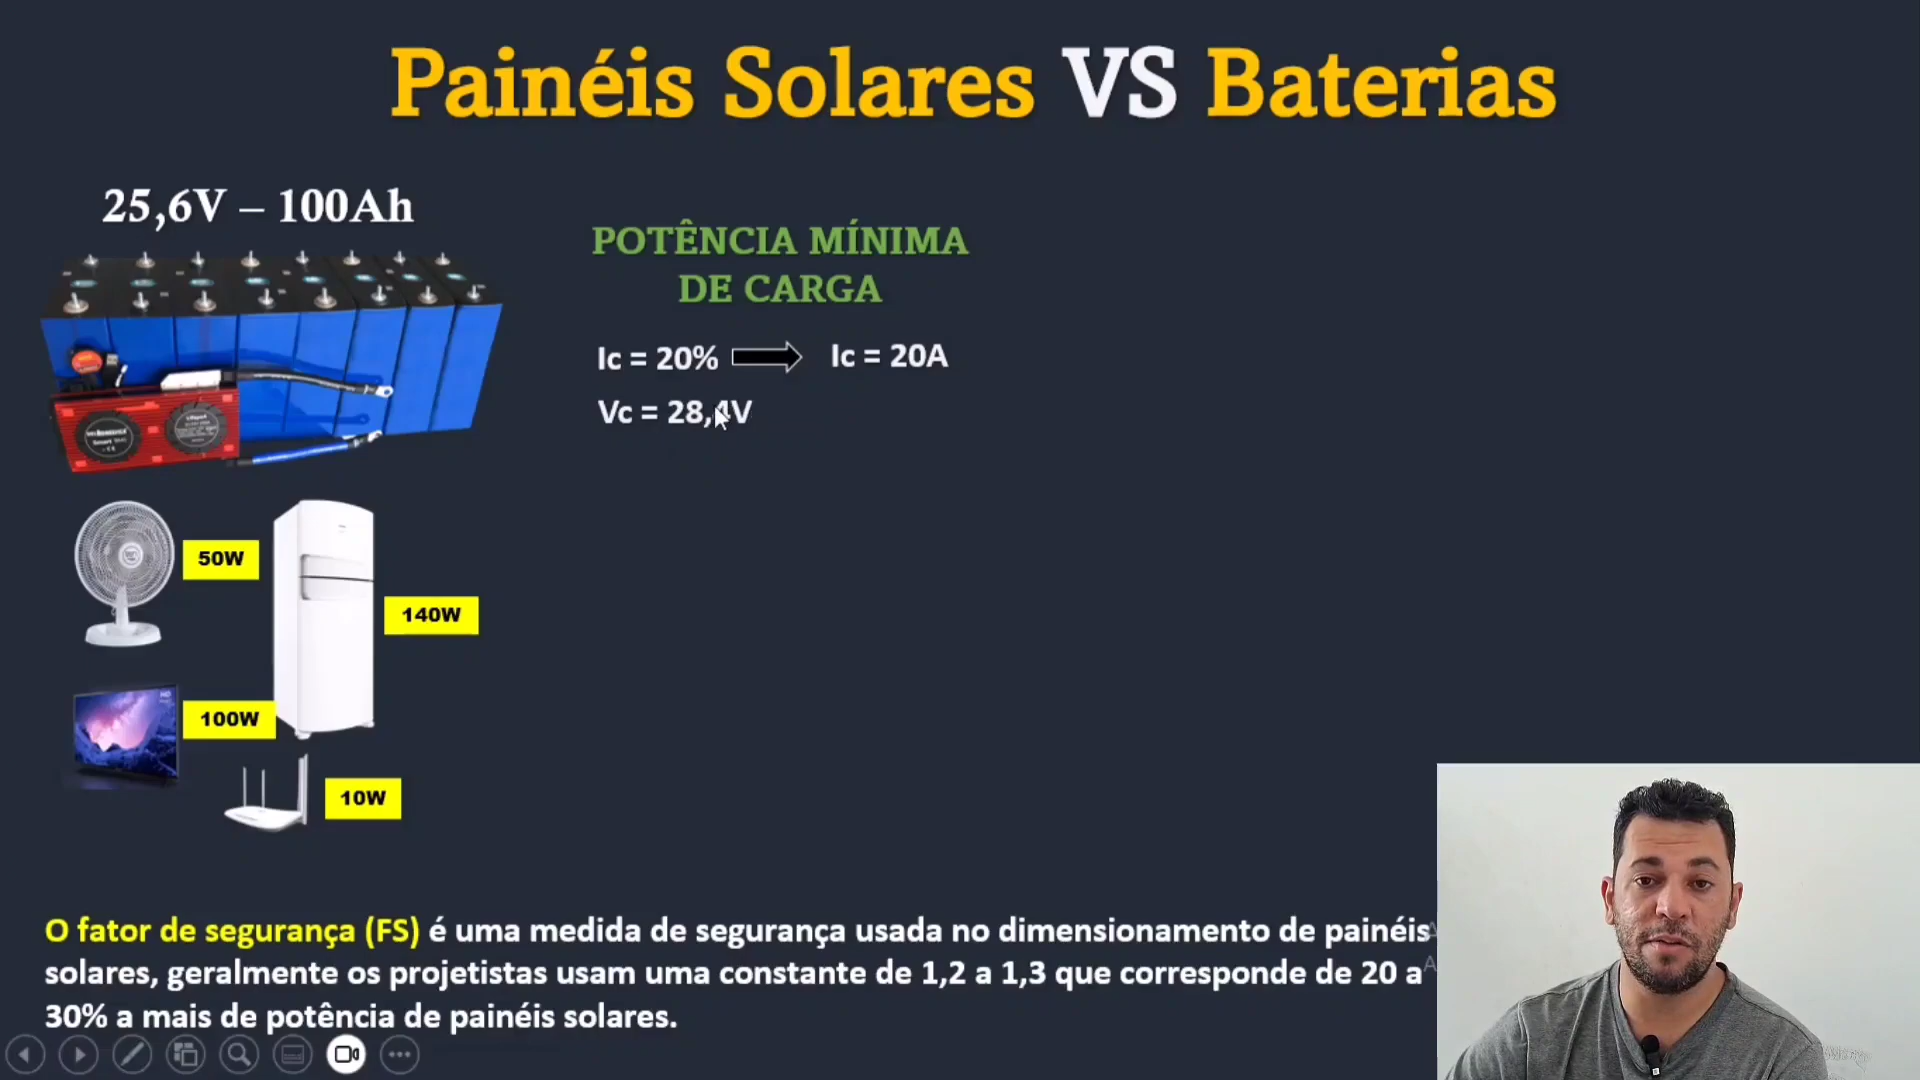 Painéis Solares VS Baterias
25,6V – 100Ah
POTÊNCIA MÍNIMA
DE CARGA
Ic = 20%
Ic = 20A
Vc = 28,4V
50W
140W
100W
10W
O fator de segurança (FS) é uma medida de segurança usada no dimensionamento de painéis
solares, geralmente os projetistas usam uma constante de 1,2 a 1,3 que corresponde de 20 a
30% a mais de potência de painéis solares.